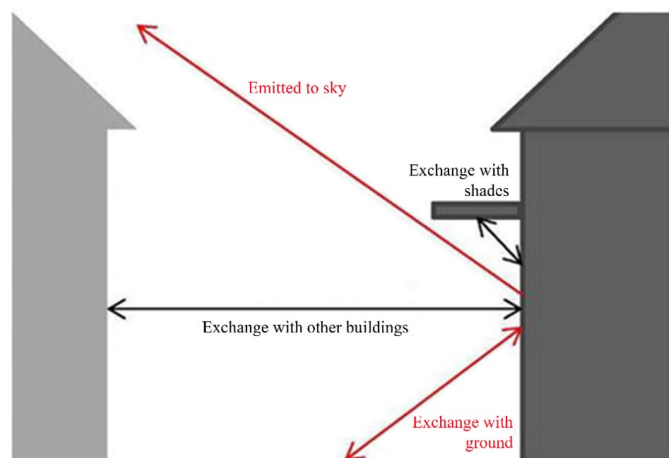 Emitted to sky
Exchange with
shades
Exchange with other buildings
Exchange with
ground